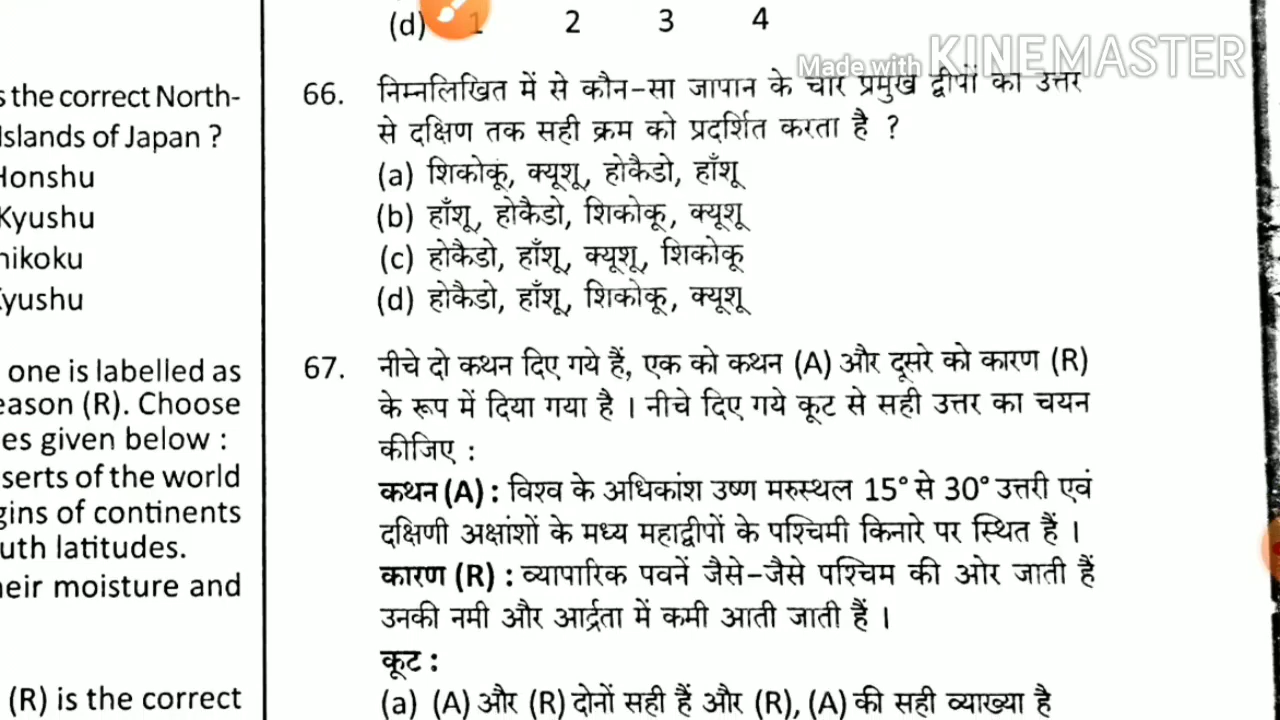 (d) 1 2 3 4
Made with KINEMASTER
s the correct North-
Islands of Japan ?
Honshu
Kyushu
hikoku
Kyushu
one is labelled as
eason (R). Choose
es given below :
serts of the world
gins of continents
uth latitudes.
heir moisture and
(R) is the correct
66. निम्नलिखित में से कौन-सा जापान के चार प्रमुख द्वीपों का उत्तर
से दक्षिण तक सही क्रम को प्रदर्शित करता है ?
(a) शिकोकूं, क्यूशू, होकैडो, हाँशू
(b) हाँशू, होकैडो, शिकोकू, क्यूशू
(c) होकैडो, हाँशू, क्यूशू, शिकोकू
(d) होकैडो, हाँशू, शिकोकू, क्यूशू
67. नीचे दो कथन दिए गये हैं, एक को कथन (A) और दूसरे को कारण (R)
के रूप में दिया गया है । नीचे दिए गये कूट से सही उत्तर का चयन
कीजिए :
कथन (A) : विश्व के अधिकांश उष्ण मरुस्थल 15° से 30° उत्तरी एवं
दक्षिणी अक्षांशों के मध्य महाद्वीपों के पश्चिमी किनारे पर स्थित हैं ।
कारण (R) : व्यापारिक पवनें जैसे-जैसे पश्चिम की ओर जाती हैं
उनकी नमी और आर्द्रता में कमी आती जाती हैं ।
कूट :
(a) (A) और (R) दोनों सही हैं और (R), (A) की सही व्याख्या है